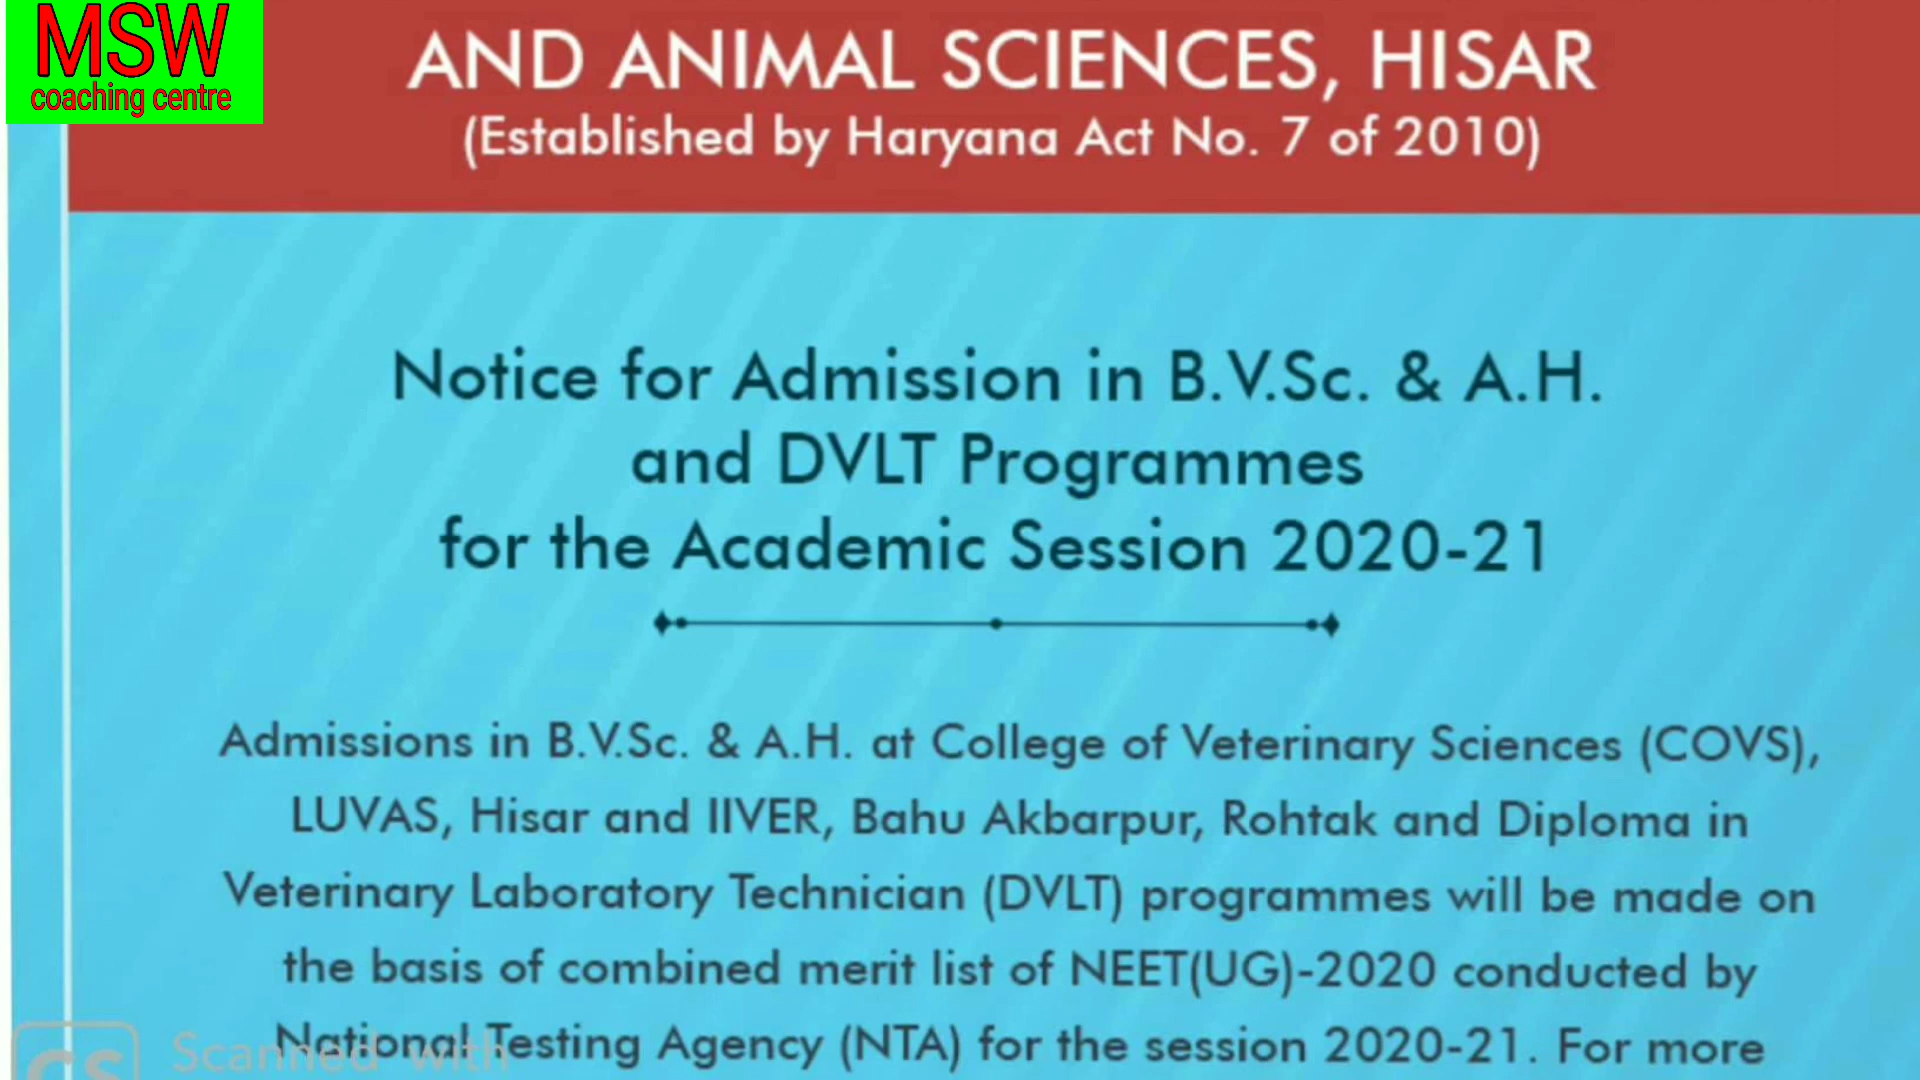 MSW
coaching centre
AND ANIMAL SCIENCES, HISAR
(Established by Haryana Act No. 7 of 2010)
Notice for Admission in B.V.Sc. & A.H.
and DVLT Programmes
for the Academic Session 2020-21
Admissions in B.V.Sc. & A.H. at College of Veterinary Sciences (COVS),
LUVAS, Hisar and IIVER, Bahu Akbarpur, Rohtak and Diploma in
Veterinary Laboratory Technician (DVLT) programmes will be made on
the basis of combined merit list of NEET(UG)-2020 conducted by
National Testing Agency (NTA) for the session 2020-21. For more
CS Scanned with